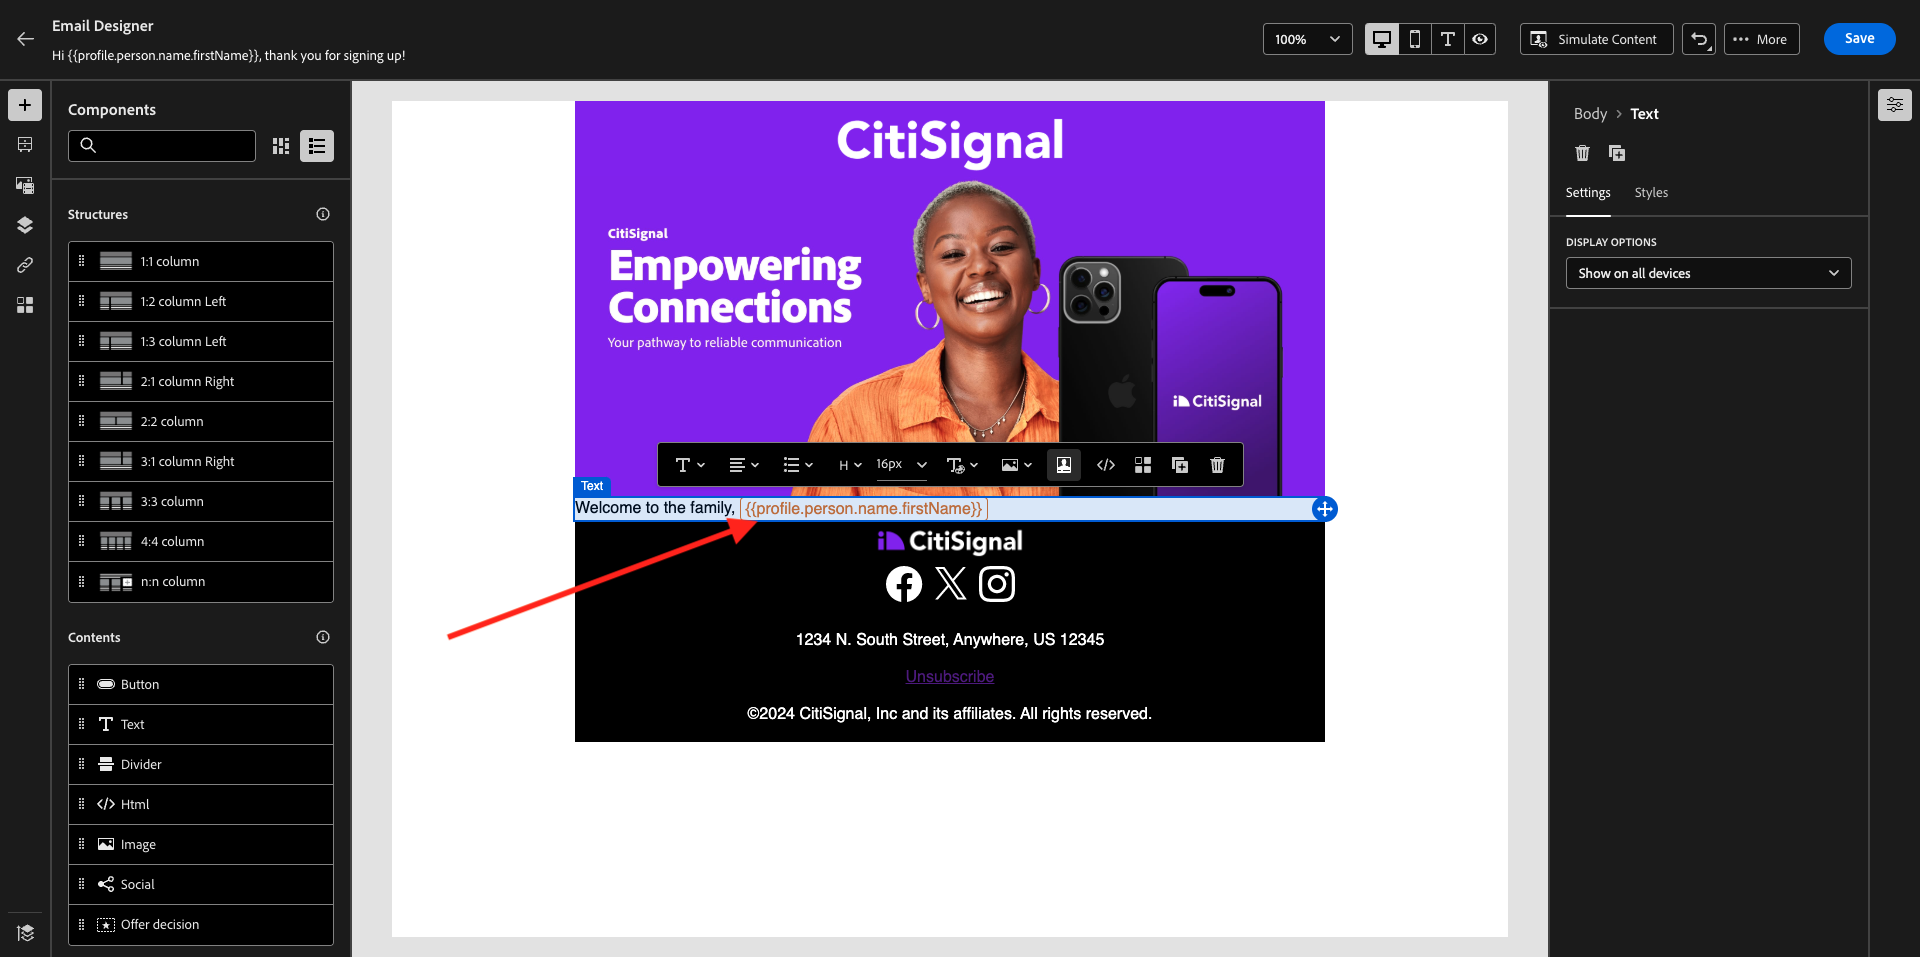 Email Designer
Hi {{profile.person.name.firstName}}, thank you for signing up!
100%
Simulate Content
More
Save
Components
Structures
1:1 column
1:2 column Left
1:3 column Left
2:1 column Right
2:2 column
3:1 column Right
3:3 column
4:4 column
n:n column
Contents
Button
Text
Divider
Html
Image
Social
Offer decision
CitiSignal
CitiSignal
Empowering
Connections
Your pathway to reliable communication
CitiSignal
H
16px
Text
Welcome to the family, {{profile.person.name.firstName}}
CitiSignal
1234 N. South Street, Anywhere, US 12345
Unsubscribe
©2024 CitiSignal, Inc and its affiliates. All rights reserved.
Body > Text
Settings
Styles
DISPLAY OPTIONS
Show on all devices